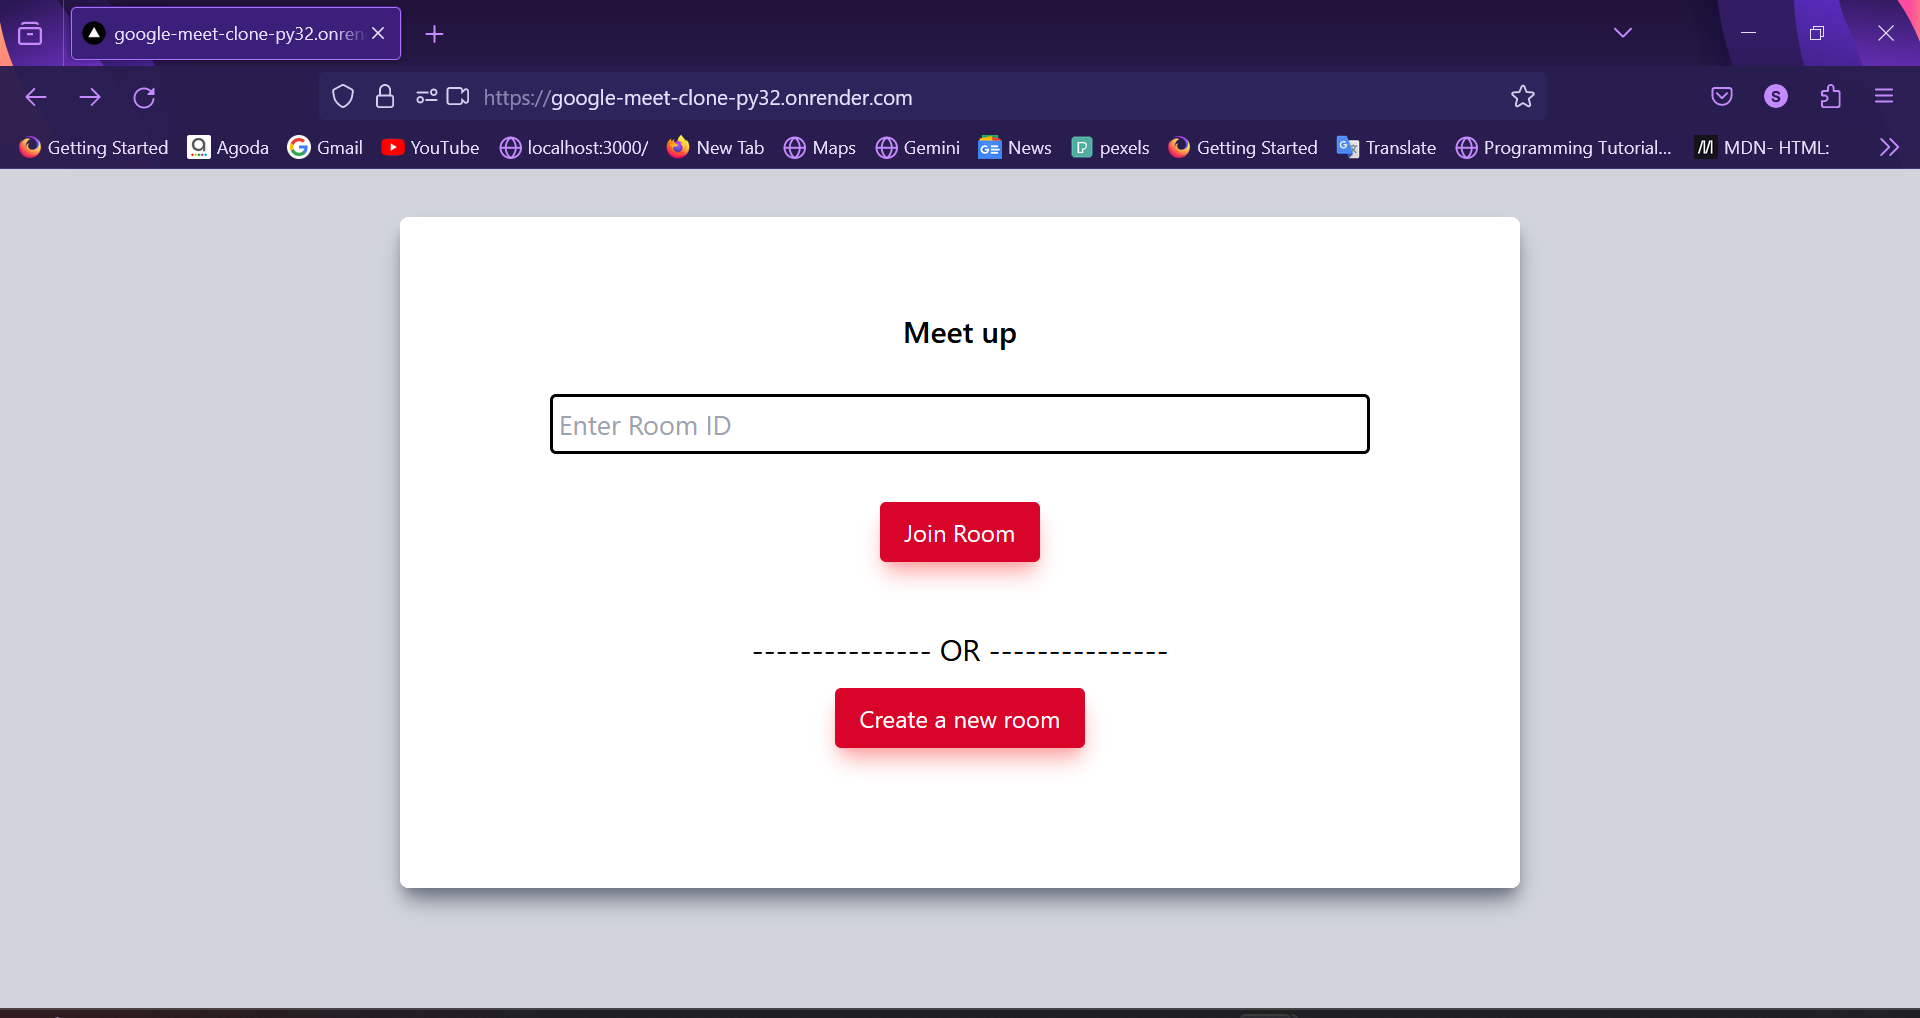 google-meet-clone-py32.onren
https://google-meet-clone-py32.onrender.com
S
Getting Started Agoda Gmail YouTube localhost:3000/ New Tab Maps Gemini News pexels Getting Started Translate Programming Tutorial... MDN- HTML:
Meet up
Enter Room ID
Join Room
--------------- OR ---------------
Create a new room